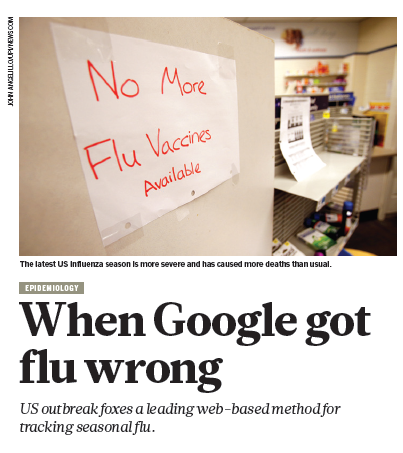 JOHN ANGELILLO/UPI/NEWSCOM
No More
Flu Vaccines
Available
The latest US influenza season is more severe and has caused more deaths than usual.
EPIDEMIOLOGY
When Google got
flu wrong
US outbreak foxes a leading web-based method for
tracking seasonal flu.